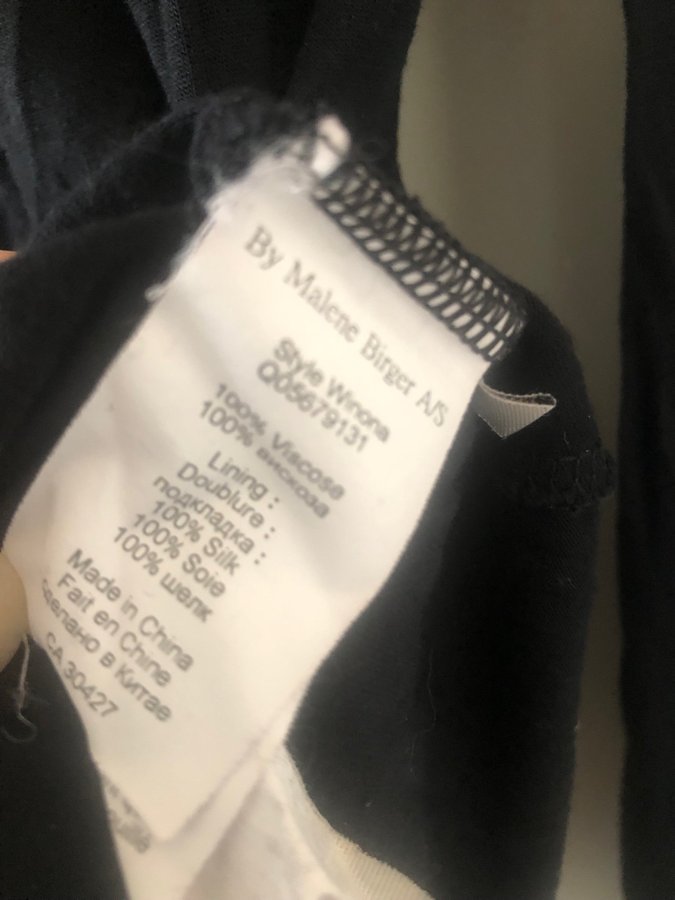 By Malene Birger A/S
Style Winona
Q05679131
100% Viscose
100% вискоза
Lining :
Doublure :
подкладка :
100% Silk
100% Soie
100% шелк
Made in China
Fait en Chine
сделано в Китае
CA 30427